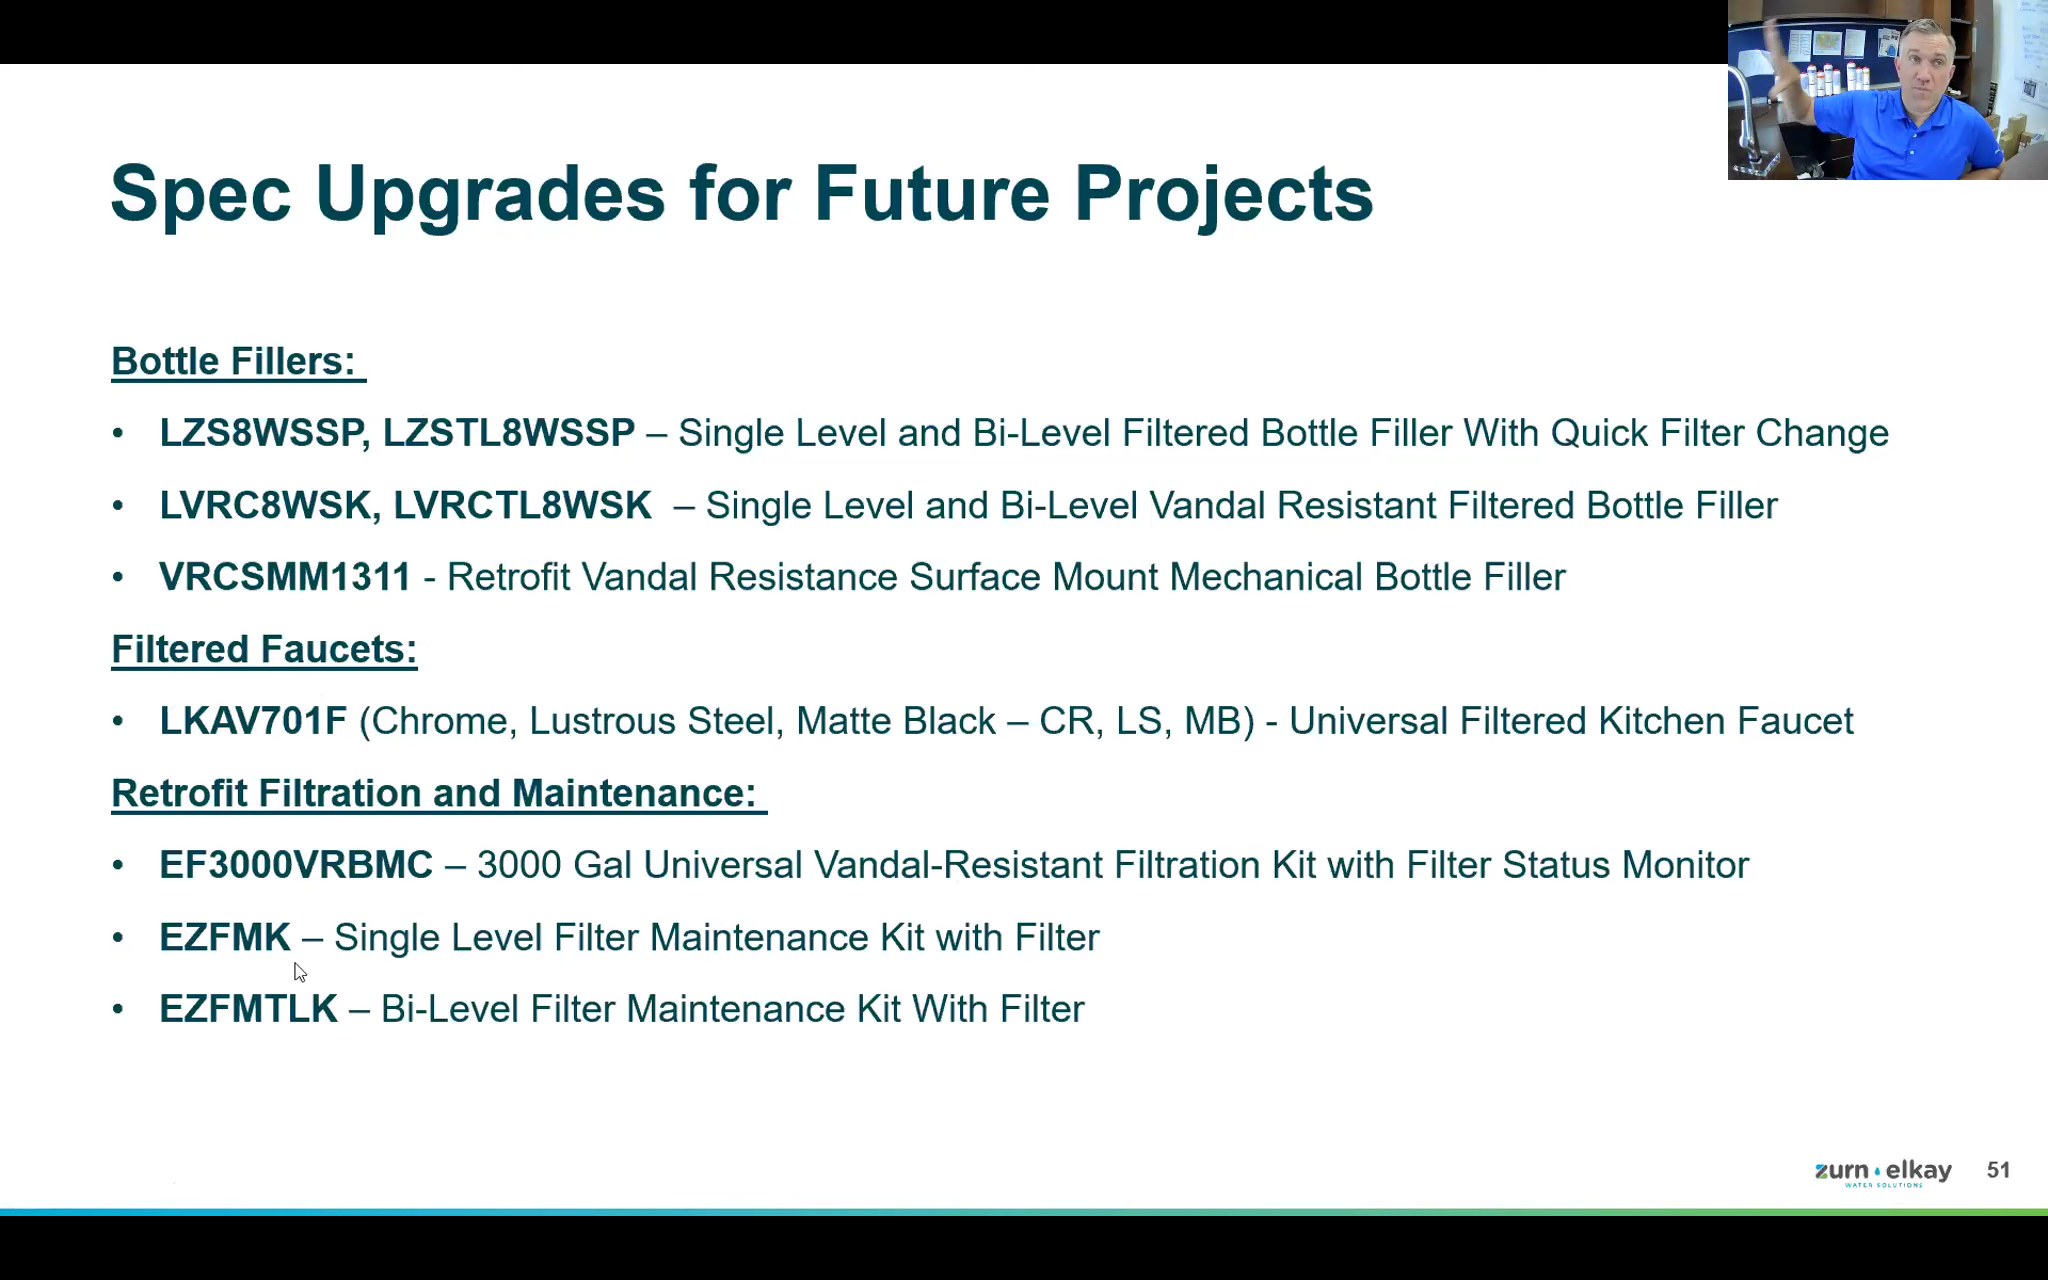 Spec Upgrades for Future Projects
Bottle Fillers:
• LZS8WSSP, LZSTL8WSSP – Single Level and Bi-Level Filtered Bottle Filler With Quick Filter Change
• LVRC8WSK, LVRCTL8WSK – Single Level and Bi-Level Vandal Resistant Filtered Bottle Filler
• VRCSMM1311 - Retrofit Vandal Resistance Surface Mount Mechanical Bottle Filler
Filtered Faucets:
• LKAV701F (Chrome, Lustrous Steel, Matte Black – CR, LS, MB) - Universal Filtered Kitchen Faucet
Retrofit Filtration and Maintenance:
• EF3000VRBMC – 3000 Gal Universal Vandal-Resistant Filtration Kit with Filter Status Monitor
• EZFMK – Single Level Filter Maintenance Kit with Filter
• EZFMTLK – Bi-Level Filter Maintenance Kit With Filter
zurn elkay 51
WATER SOLUTIONS